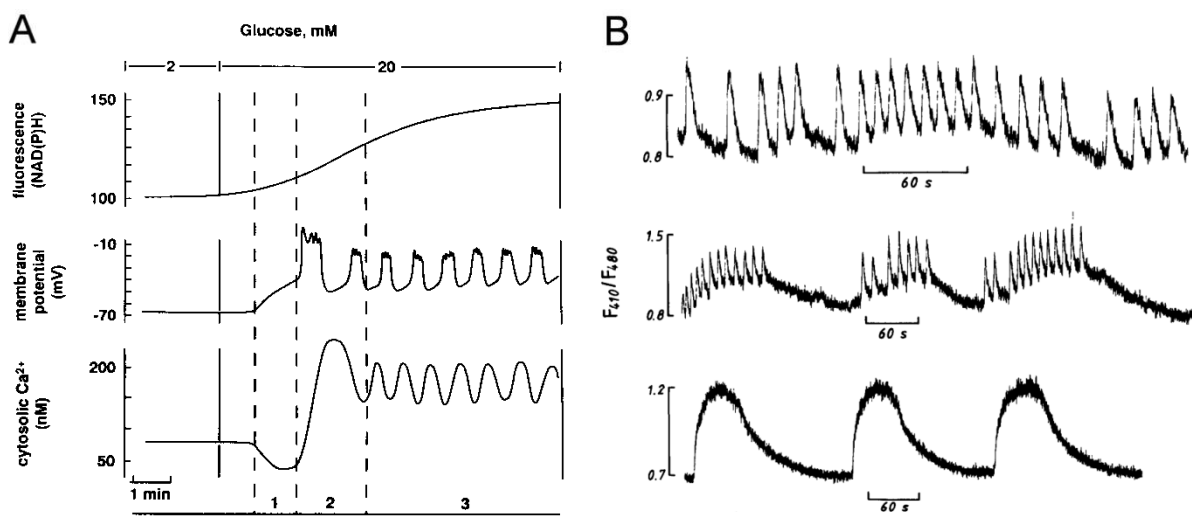 A
Glucose, mM
2
20
fluorescence
(NAD(P)H)
150
100
membrane
potential
(mV)
-10
-70
cytosolic Ca²⁺
(nM)
200
50
1 min
1
2
3
B
0.9
0.8
60 s
F₄₁₀/F₄₈₀
1.5
0.8
60 s
1.2
0.7
60 s